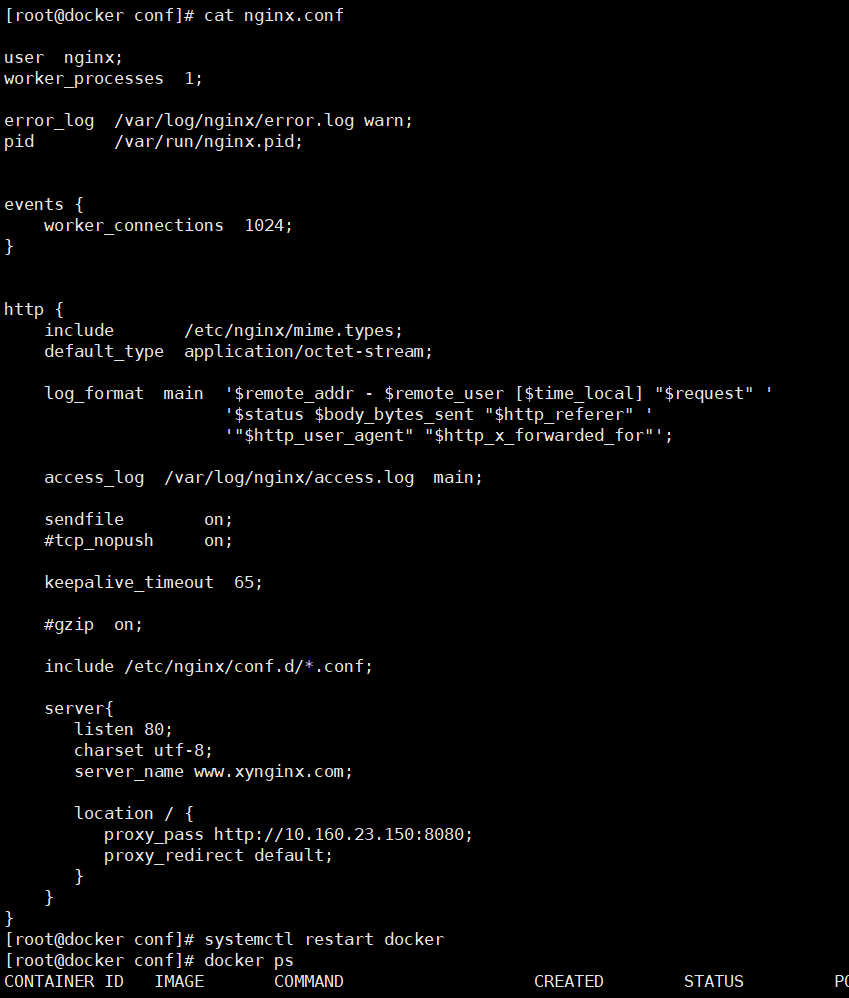 [root@docker conf]# cat nginx.conf
user  nginx;
worker_processes  1;
error_log  /var/log/nginx/error.log warn;
pid        /var/run/nginx.pid;
events {
    worker_connections  1024;
}
http {
    include       /etc/nginx/mime.types;
    default_type  application/octet-stream;
    log_format  main  '$remote_addr - $remote_user [$time_local] "$request" '
                      '$status $body_bytes_sent "$http_referer" '
                      '"$http_user_agent" "$http_x_forwarded_for"';
    access_log  /var/log/nginx/access.log  main;
    sendfile        on;
    #tcp_nopush     on;
    keepalive_timeout  65;
    #gzip  on;
    include /etc/nginx/conf.d/*.conf;
    server{
       listen 80;
       charset utf-8;
       server_name www.xynginx.com;
       location / {
          proxy_pass http://10.160.23.150:8080;
          proxy_redirect default;
       }
    }
}
[root@docker conf]# systemctl restart docker
[root@docker conf]# docker ps
CONTAINER ID   IMAGE       COMMAND                   CREATED        STATUS         PO